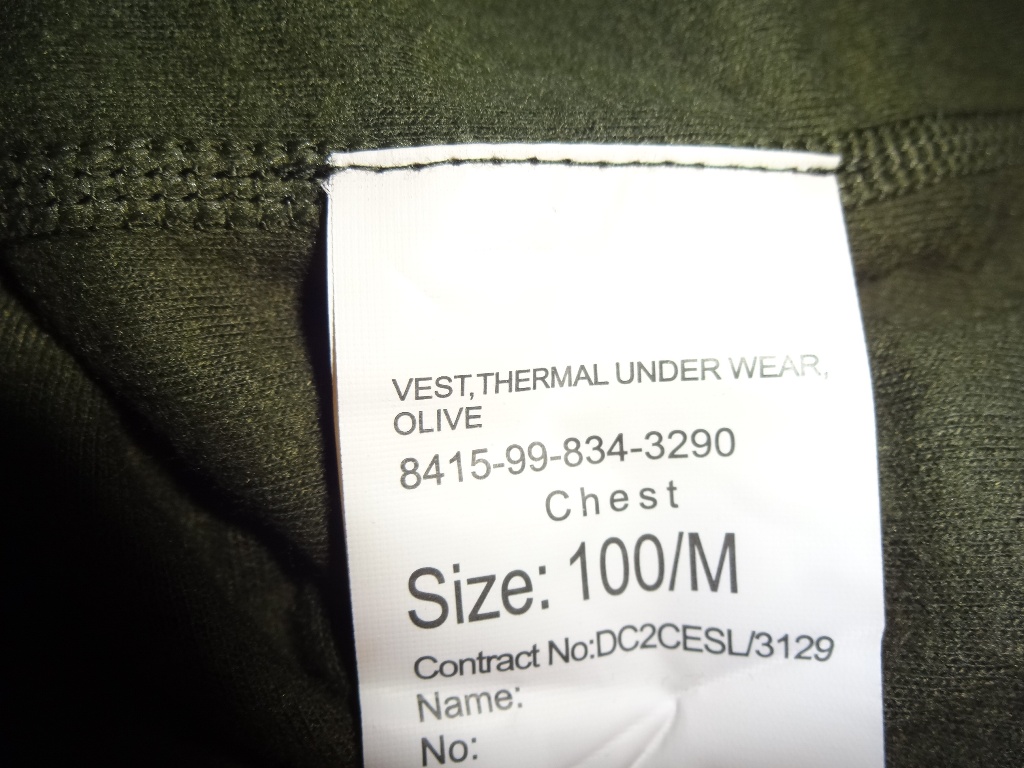 VEST,THERMAL UNDER WEAR,
OLIVE
8415-99-834-3290
Chest
Size: 100/M
Contract No:DC2CESL/3129
Name:
No: